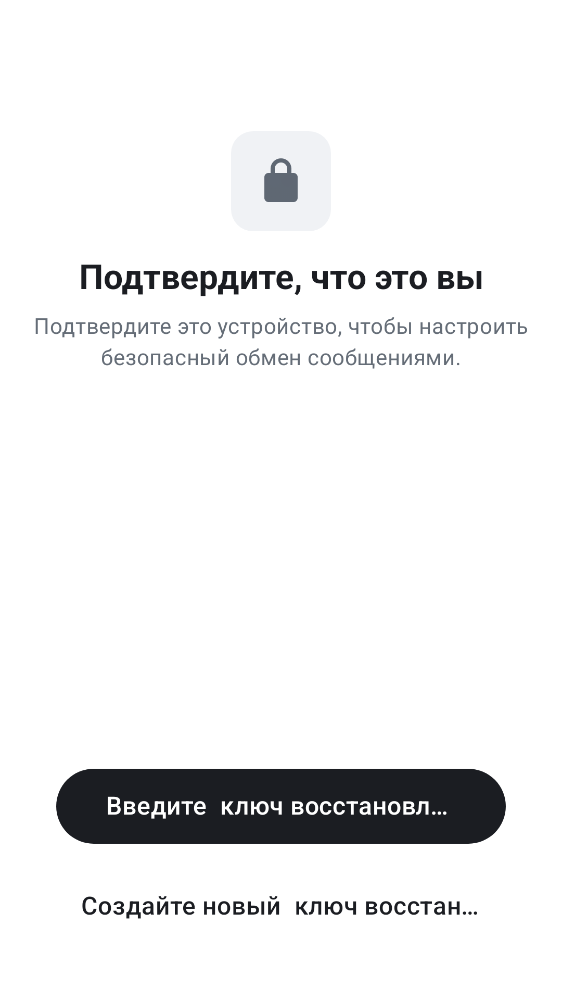 Подтвердите, что это вы
Подтвердите это устройство, чтобы настроить
безопасный обмен сообщениями.
Введите  ключ восстановл…
Создайте новый  ключ восстан…